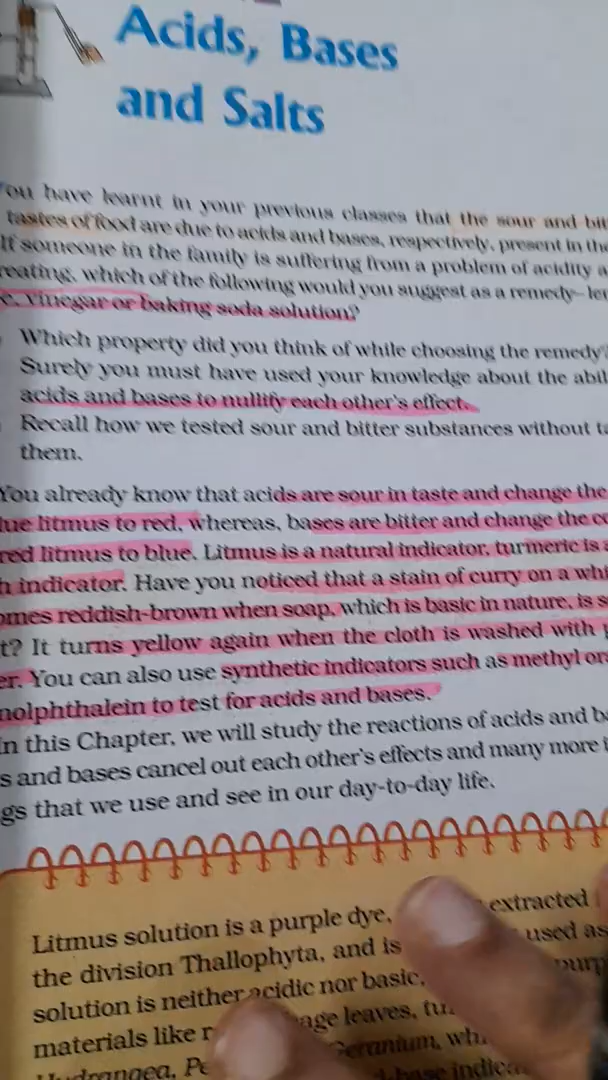 Acids, Bases
and Salts
ou have learnt in your previous classes that the sour and bit
tastes of food are due to acids and bases, respectively, present in the
If someone in the family is suffering from a problem of acidity a
reating, which of the following would you suggest as a remedy– le
e, vinegar or baking soda solution?
Which property did you think of while choosing the remedy?
Surely you must have used your knowledge about the abil
acids and bases to nullify each other's effect.
Recall how we tested sour and bitter substances without ta
them.
You already know that acids are sour in taste and change the
lue litmus to red, whereas, bases are bitter and change the co
red litmus to blue. Litmus is a natural indicator, turmeric is a
h indicator. Have you noticed that a stain of curry on a whi
omes reddish-brown when soap, which is basic in nature, is s
t? It turns yellow again when the cloth is washed with
er. You can also use synthetic indicators such as methyl ora
nolphthalein to test for acids and bases.
In this Chapter, we will study the reactions of acids and ba
s and bases cancel out each other's effects and many more i
gs that we use and see in our day-to-day life.
Litmus solution is a purple dye, extracted
the division Thallophyta, and is used as
solution is neither acidic nor basic, purp
materials like age leaves, tu
Hydrangea, Pe Geranium, wh
base indic